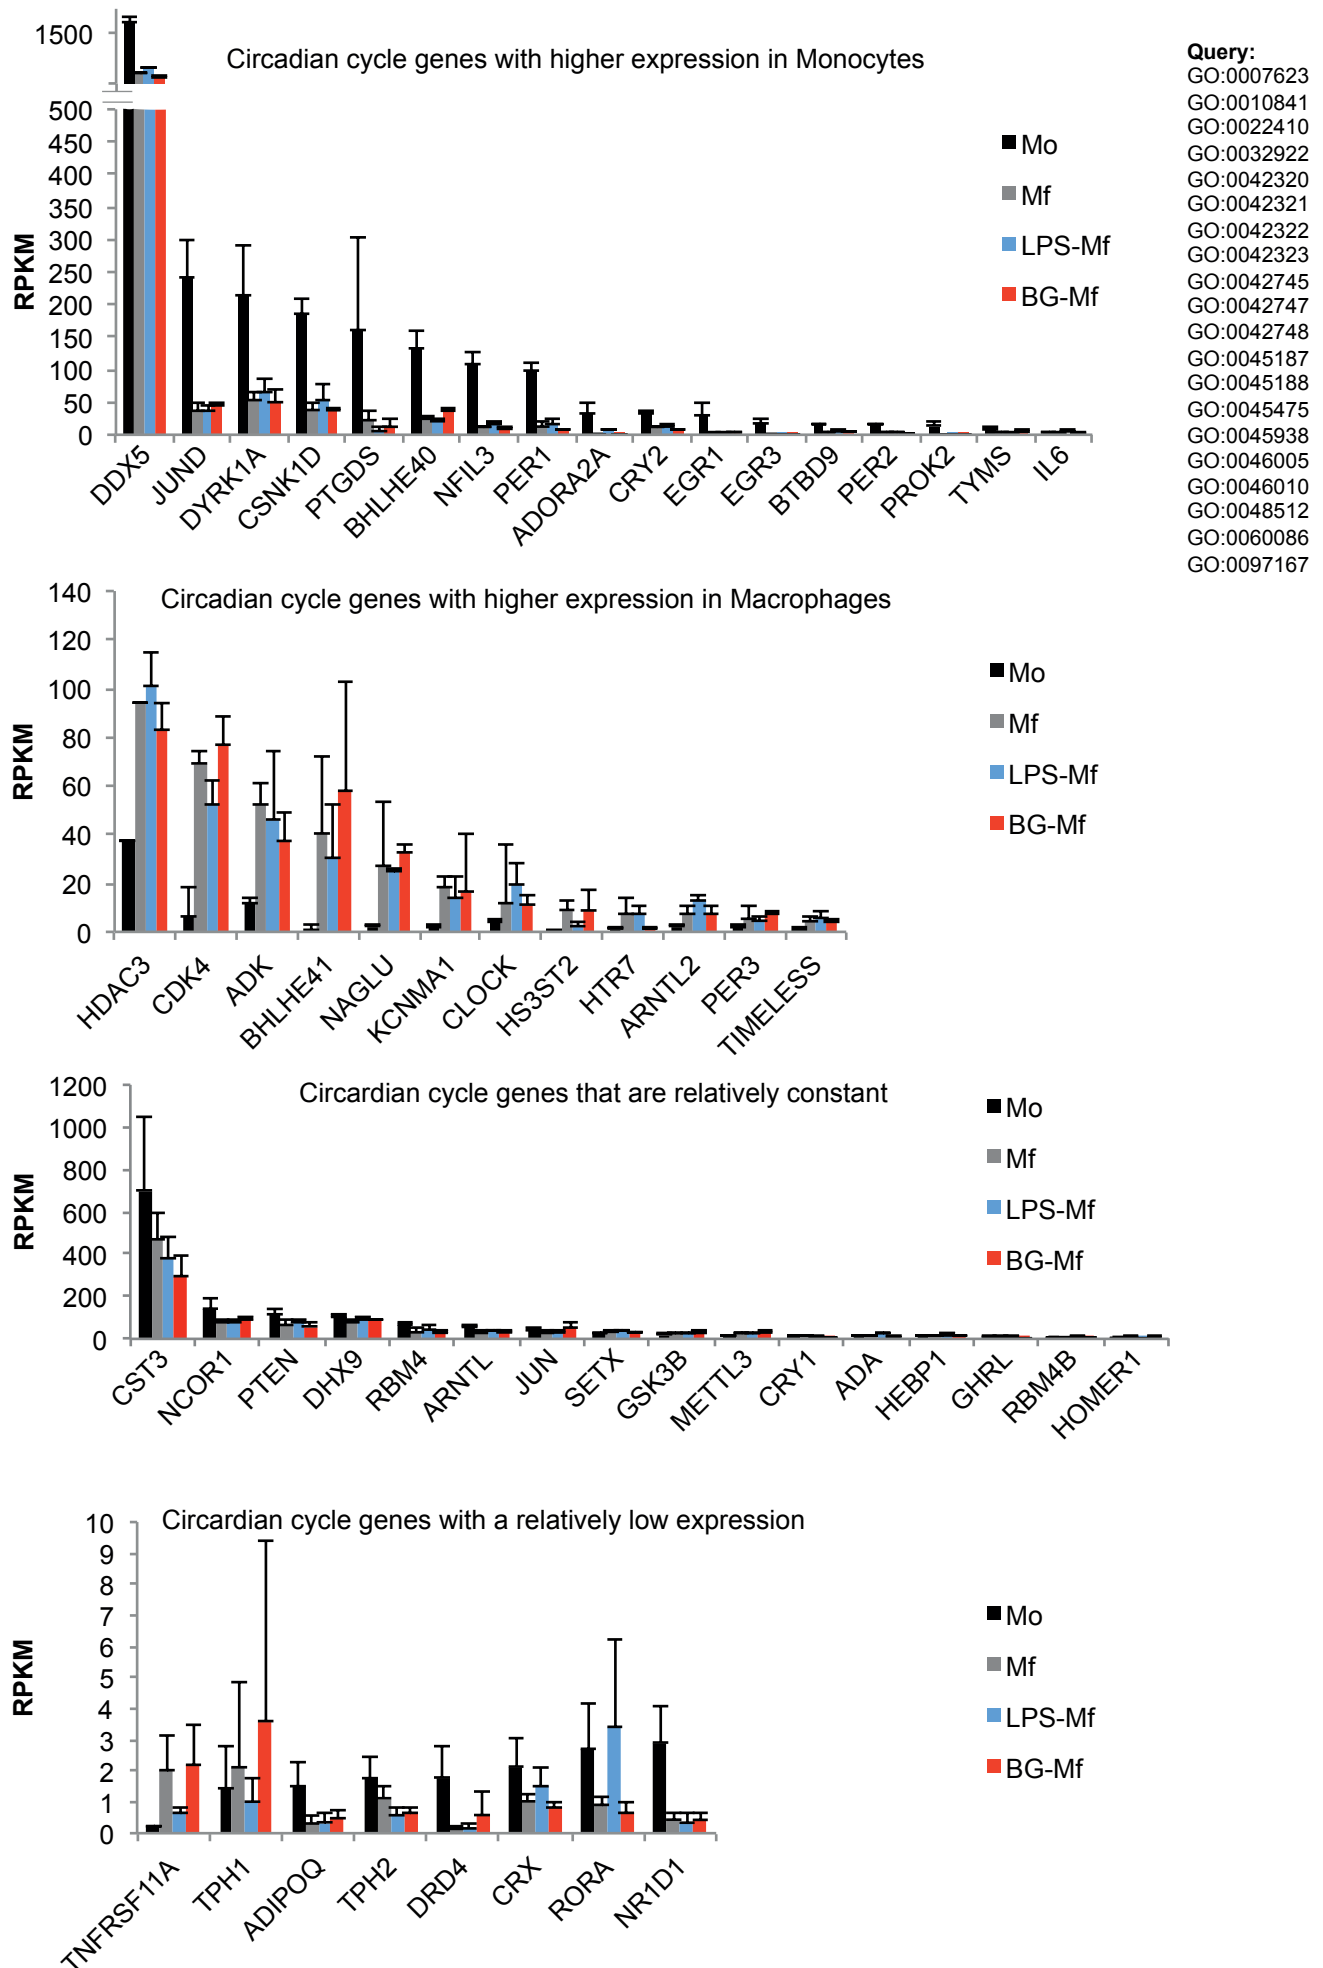 Circadian cycle genes with higher expression in Monocytes
RPKM
1500
500
450
400
350
300
250
200
150
100
50
0
DDX5
JUND
DYRK1A
CSNK1D
PTGDS
BHLHE40
NFIL3
PER1
ADORA2A
CRY2
EGR1
EGR3
BTBD9
PER2
PROK2
TYMS
IL6
Mo
Mf
LPS-Mf
BG-Mf
Query:
GO:0007623
GO:0010841
GO:0022410
GO:0032922
GO:0042320
GO:0042321
GO:0042322
GO:0042323
GO:0042745
GO:0042747
GO:0042748
GO:0045187
GO:0045188
GO:0045475
GO:0045938
GO:0046005
GO:0046010
GO:0048512
GO:0060086
GO:0097167
Circadian cycle genes with higher expression in Macrophages
RPKM
140
120
100
80
60
40
20
0
HDAC3
CDK4
ADK
BHLHE41
NAGLU
KCNMA1
CLOCK
HS3ST2
HTR7
ARNTL2
PER3
TIMELESS
Mo
Mf
LPS-Mf
BG-Mf
Circardian cycle genes that are relatively constant
RPKM
1200
1000
800
600
400
200
0
CST3
NCOR1
PTEN
DHX9
RBM4
ARNTL
JUN
SETX
GSK3B
METTL3
CRY1
ADA
HEBP1
GHRL
RBM4B
HOMER1
Mo
Mf
LPS-Mf
BG-Mf
Circardian cycle genes with a relatively low expression
RPKM
10
9
8
7
6
5
4
3
2
1
0
TNFRSF11A
TPH1
ADIPOQ
TPH2
DRD4
CRX
RORA
NR1D1
Mo
Mf
LPS-Mf
BG-Mf